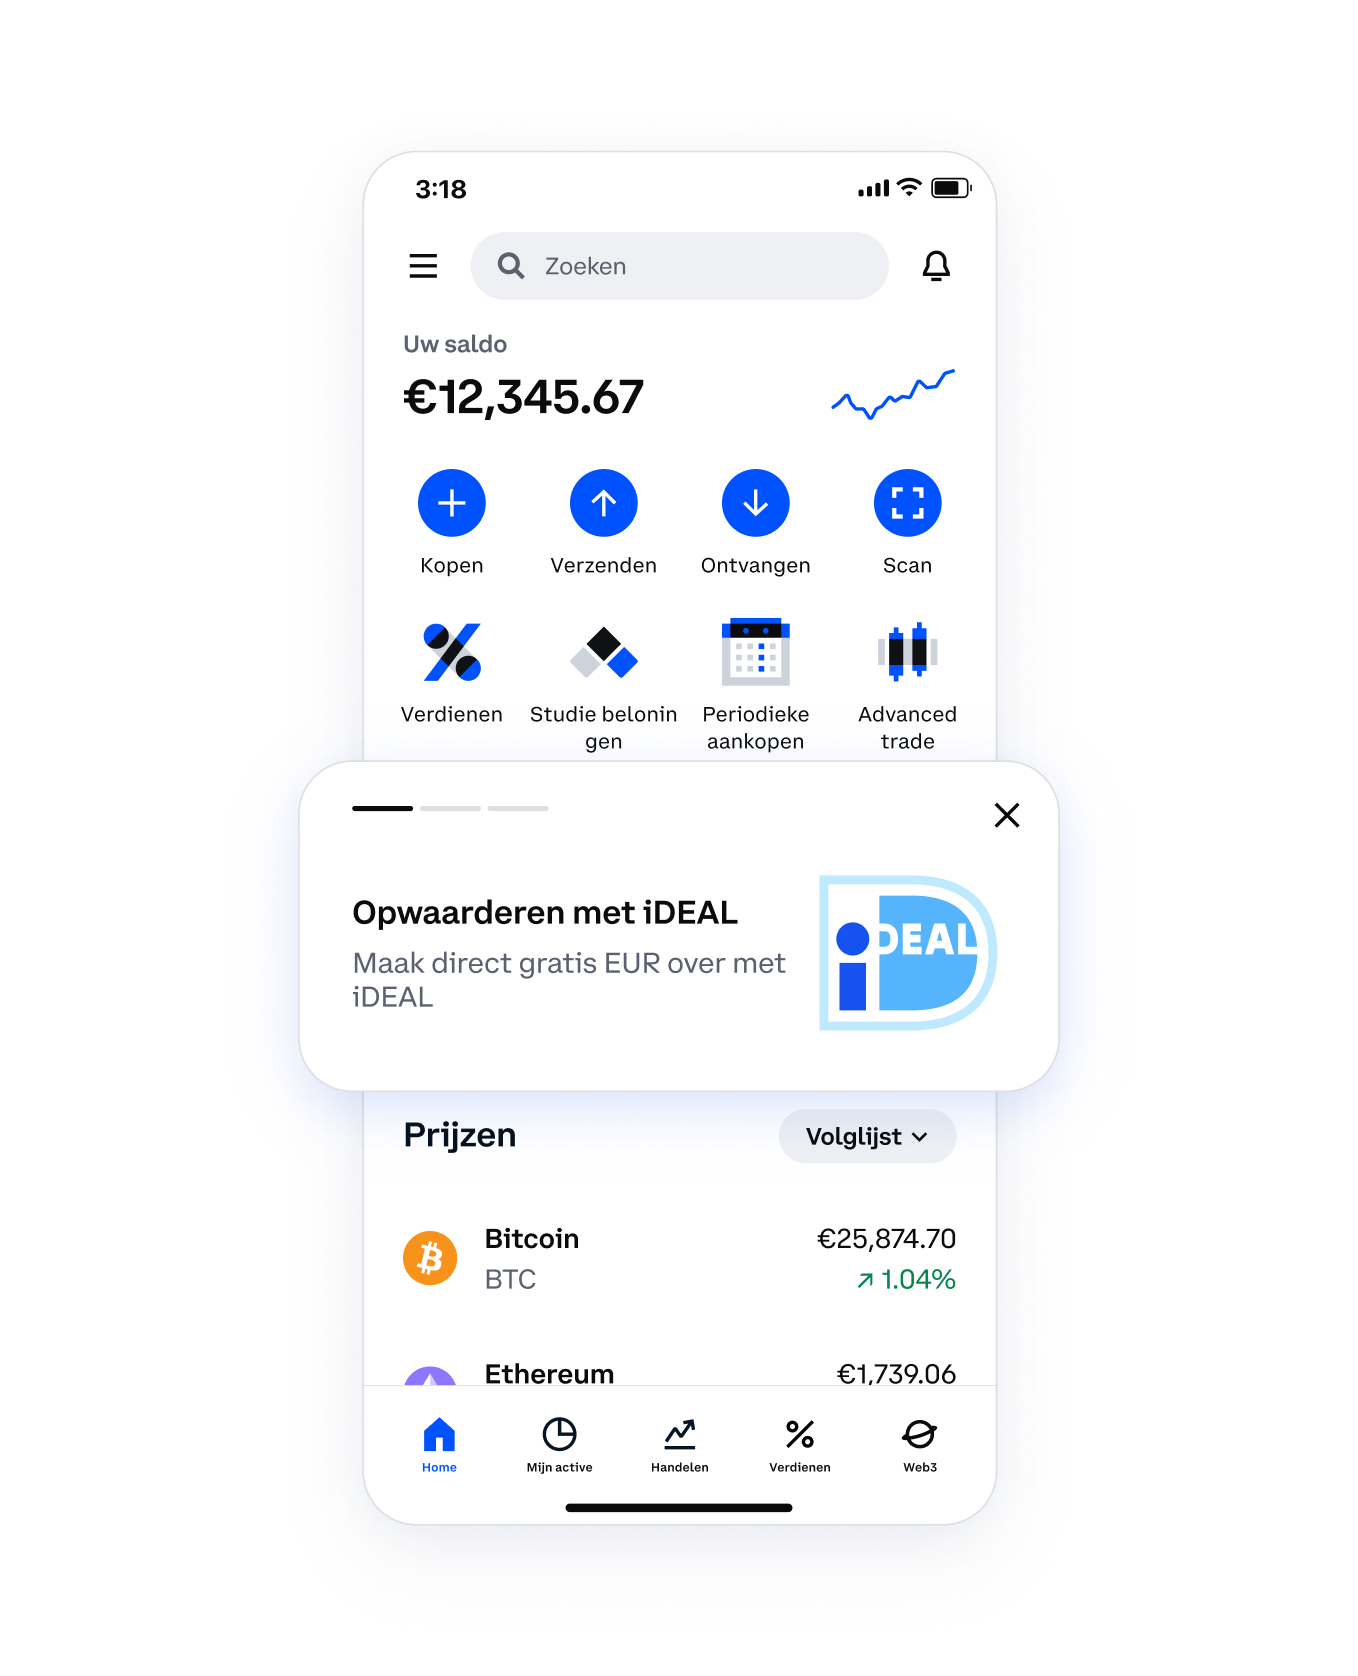 3:18
Zoeken
Uw saldo
€12,345.67
Kopen
Verzenden
Ontvangen
Scan
Verdienen
Studie belonin
gen
Periodieke
aankopen
Advanced
trade
Opwaarderen met iDEAL
Maak direct gratis EUR over met
iDEAL
iDEAL
Prijzen
Volglijst
Bitcoin
€25,874.70
BTC
1.04%
Ethereum
€1,739.06
Home
Mijn active
Handelen
Verdienen
Web3